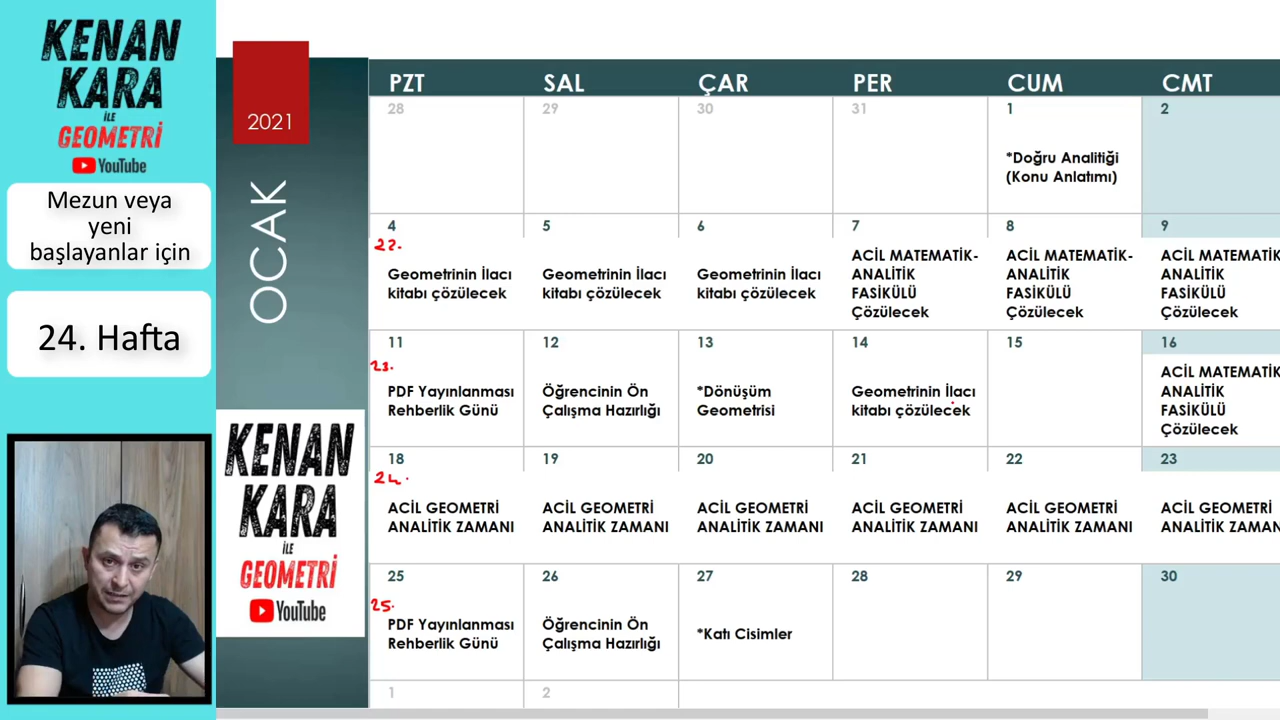 KENAN
KARA
İLE
GEOMETRİ
YouTube
Mezun veya
yeni
başlayanlar için
24. Hafta
2021
OCAK
KENAN
KARA
İLE
GEOMETRİ
YouTube
PZT SAL ÇAR PER CUM CMT
28 29 30 31 1 2
*Doğru Analitiği
(Konu Anlatımı)
4 5 6 7 8 9
22.
Geometrinin İlacı
kitabı çözülecek
Geometrinin İlacı
kitabı çözülecek
Geometrinin İlacı
kitabı çözülecek
ACİL MATEMATİK-
ANALİTİK
FASİKÜLÜ
Çözülecek
ACİL MATEMATİK-
ANALİTİK
FASİKÜLÜ
Çözülecek
ACİL MATEMATİK
ANALİTİK
FASİKÜLÜ
Çözülecek
11 12 13 14 15 16
23.
PDF Yayınlanması
Rehberlik Günü
Öğrencinin Ön
Çalışma Hazırlığı
*Dönüşüm
Geometrisi
Geometrinin İlacı
kitabı çözülecek
ACİL MATEMATİK
ANALİTİK
FASİKÜLÜ
Çözülecek
18 19 20 21 22 23
24.
ACİL GEOMETRİ
ANALİTİK ZAMANI
ACİL GEOMETRİ
ANALİTİK ZAMANI
ACİL GEOMETRİ
ANALİTİK ZAMANI
ACİL GEOMETRİ
ANALİTİK ZAMANI
ACİL GEOMETRİ
ANALİTİK ZAMANI
ACİL GEOMETRİ
ANALİTİK ZAMAN
25 26 27 28 29 30
25.
PDF Yayınlanması
Rehberlik Günü
Öğrencinin Ön
Çalışma Hazırlığı
*Katı Cisimler
1 2